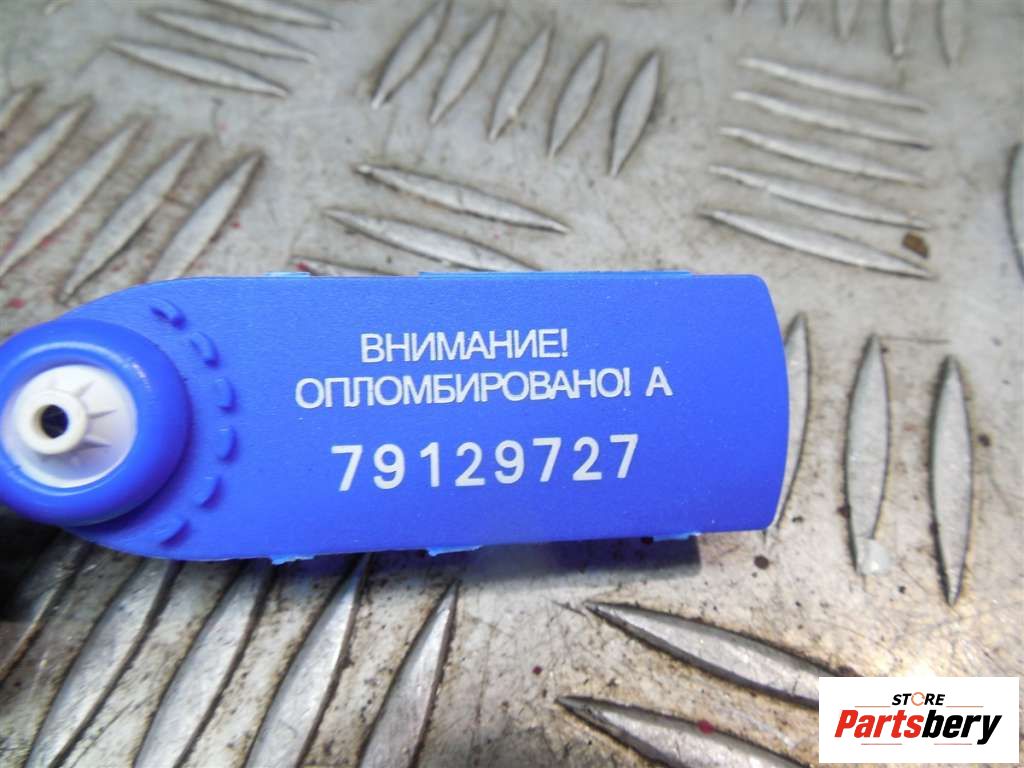 ВНИМАНИЕ!
ОПЛОМБИРОВАНО! А
79129727
STORE
Partsbery